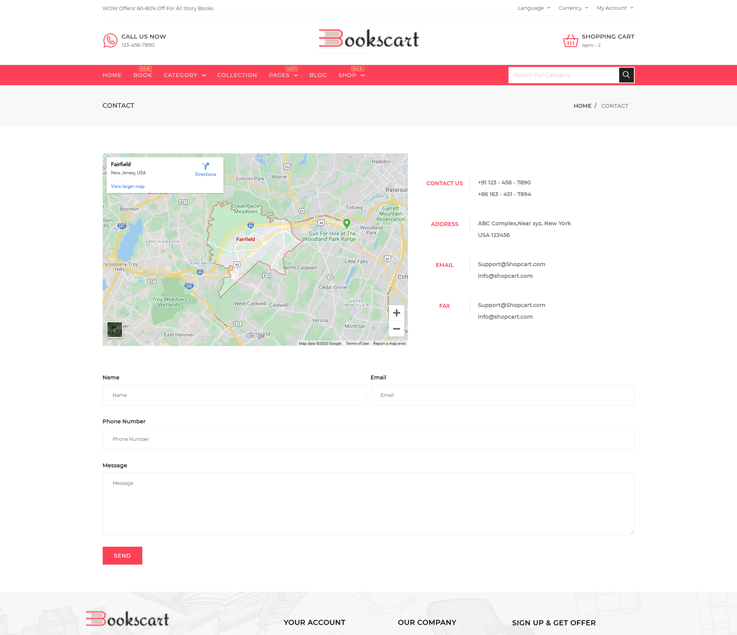 WOW Offers! 60-80% Off For All Story Books
Language
Currency
My Account
CALL US NOW
123-456-7890
Bookscart
SHOPPING CART
Item - 2
HOME
NEW
BOOK
CATEGORY
COLLECTION
HOT
PAGES
BLOG
SALE
SHOP
Search Our Category
CONTACT
HOME / CONTACT
Fairfield
New Jersey, USA
Directions
View larger map
Lincoln Park
Haledon
Totowa
Paterson
Great-Piece Meadows
Garrett Mountain Reservation
Gun For Hire at The Woodland Park Range
Fairfield
Little Falls
Parsippany-Troy Hills
North Caldwell
Cedar Grove
West Caldwell
Caldwell
Troy Meadows Wetlands
Verona
Montclair
East Hanover
Google
Map data ©2020 Google
Terms of Use
Report a map error
CONTACT US
+91 123 - 456 - 7890
+86 163 - 451 - 7894
ADDRESS
ABC Complex,Near xyz, New York
USA 123456
EMAIL
Support@Shopcart.com
info@shopcart.com
FAX
Support@Shopcart.com
info@shopcart.com
Name
Email
Name
Email
Phone Number
Phone Number
Message
Message
SEND
Bookscart
YOUR ACCOUNT
OUR COMPANY
SIGN UP & GET OFFER